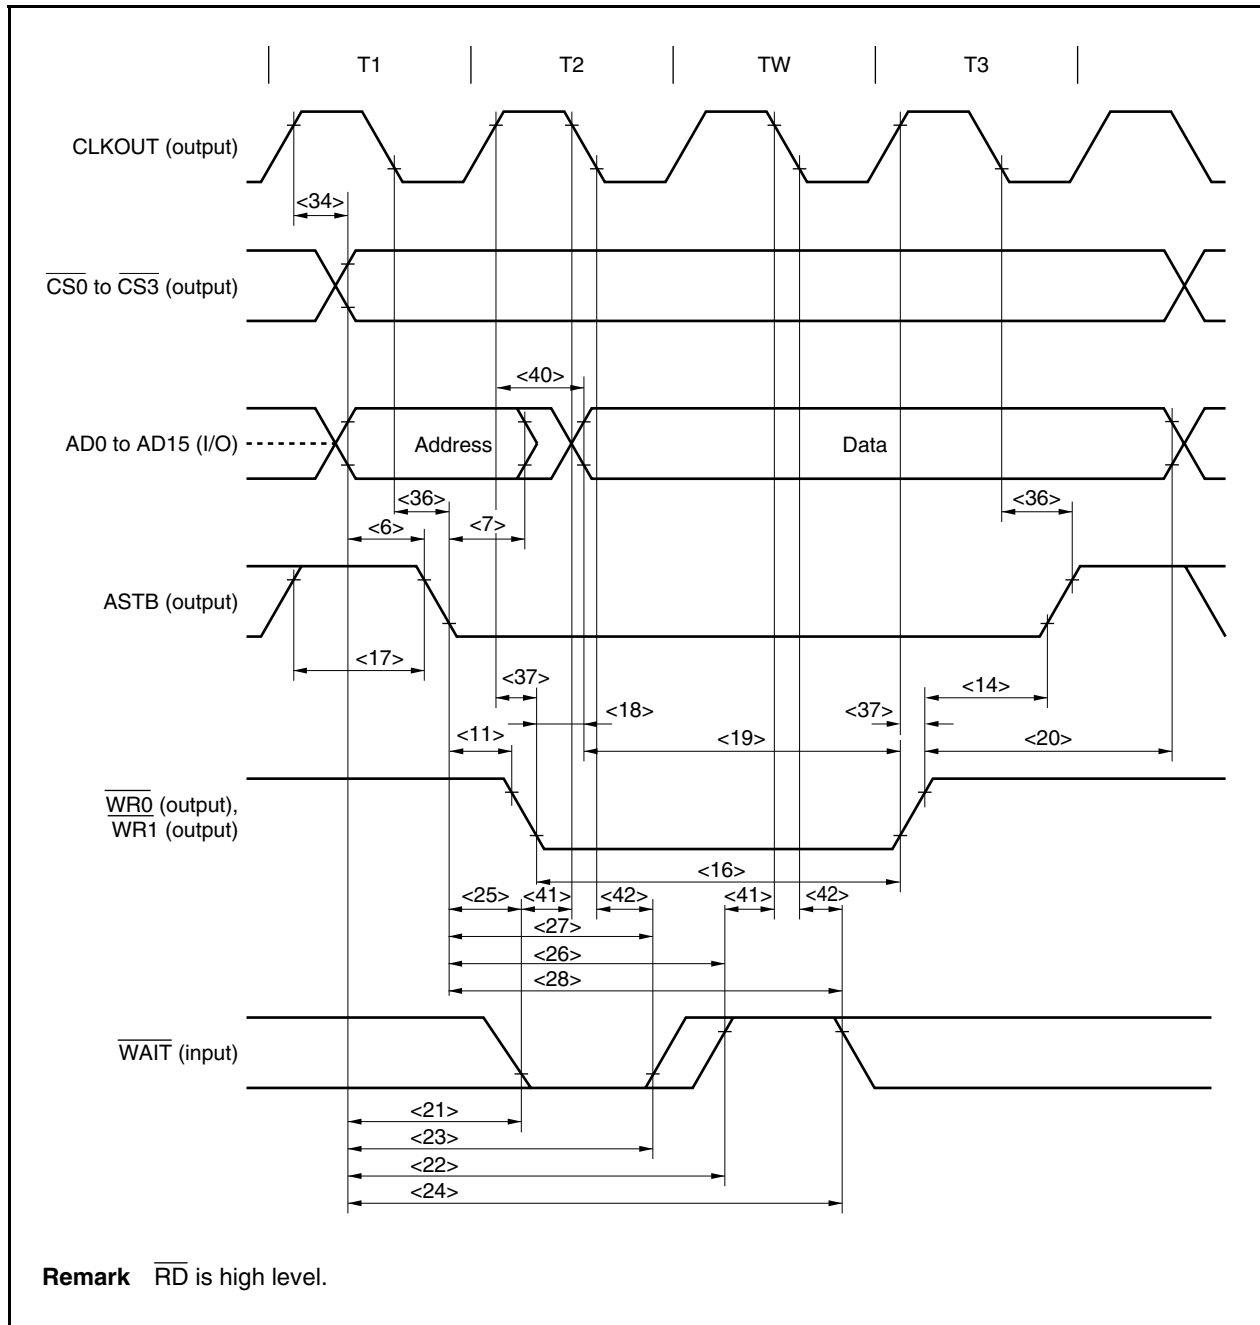 T1 T2 TW T3
CLKOUT (output)
<34>
CS0 to CS3 (output)
<40>
AD0 to AD15 (I/O) Address Data
<36> <36>
<6> <7>
ASTB (output)
<17>
<37> <14>
<18> <37>
<11> <19> <20>
WR0 (output),
WR1 (output)
<16>
<25> <41> <42> <41> <42>
<27>
<26>
<28>
WAIT (input)
<21>
<23>
<22>
<24>
Remark RD is high level.